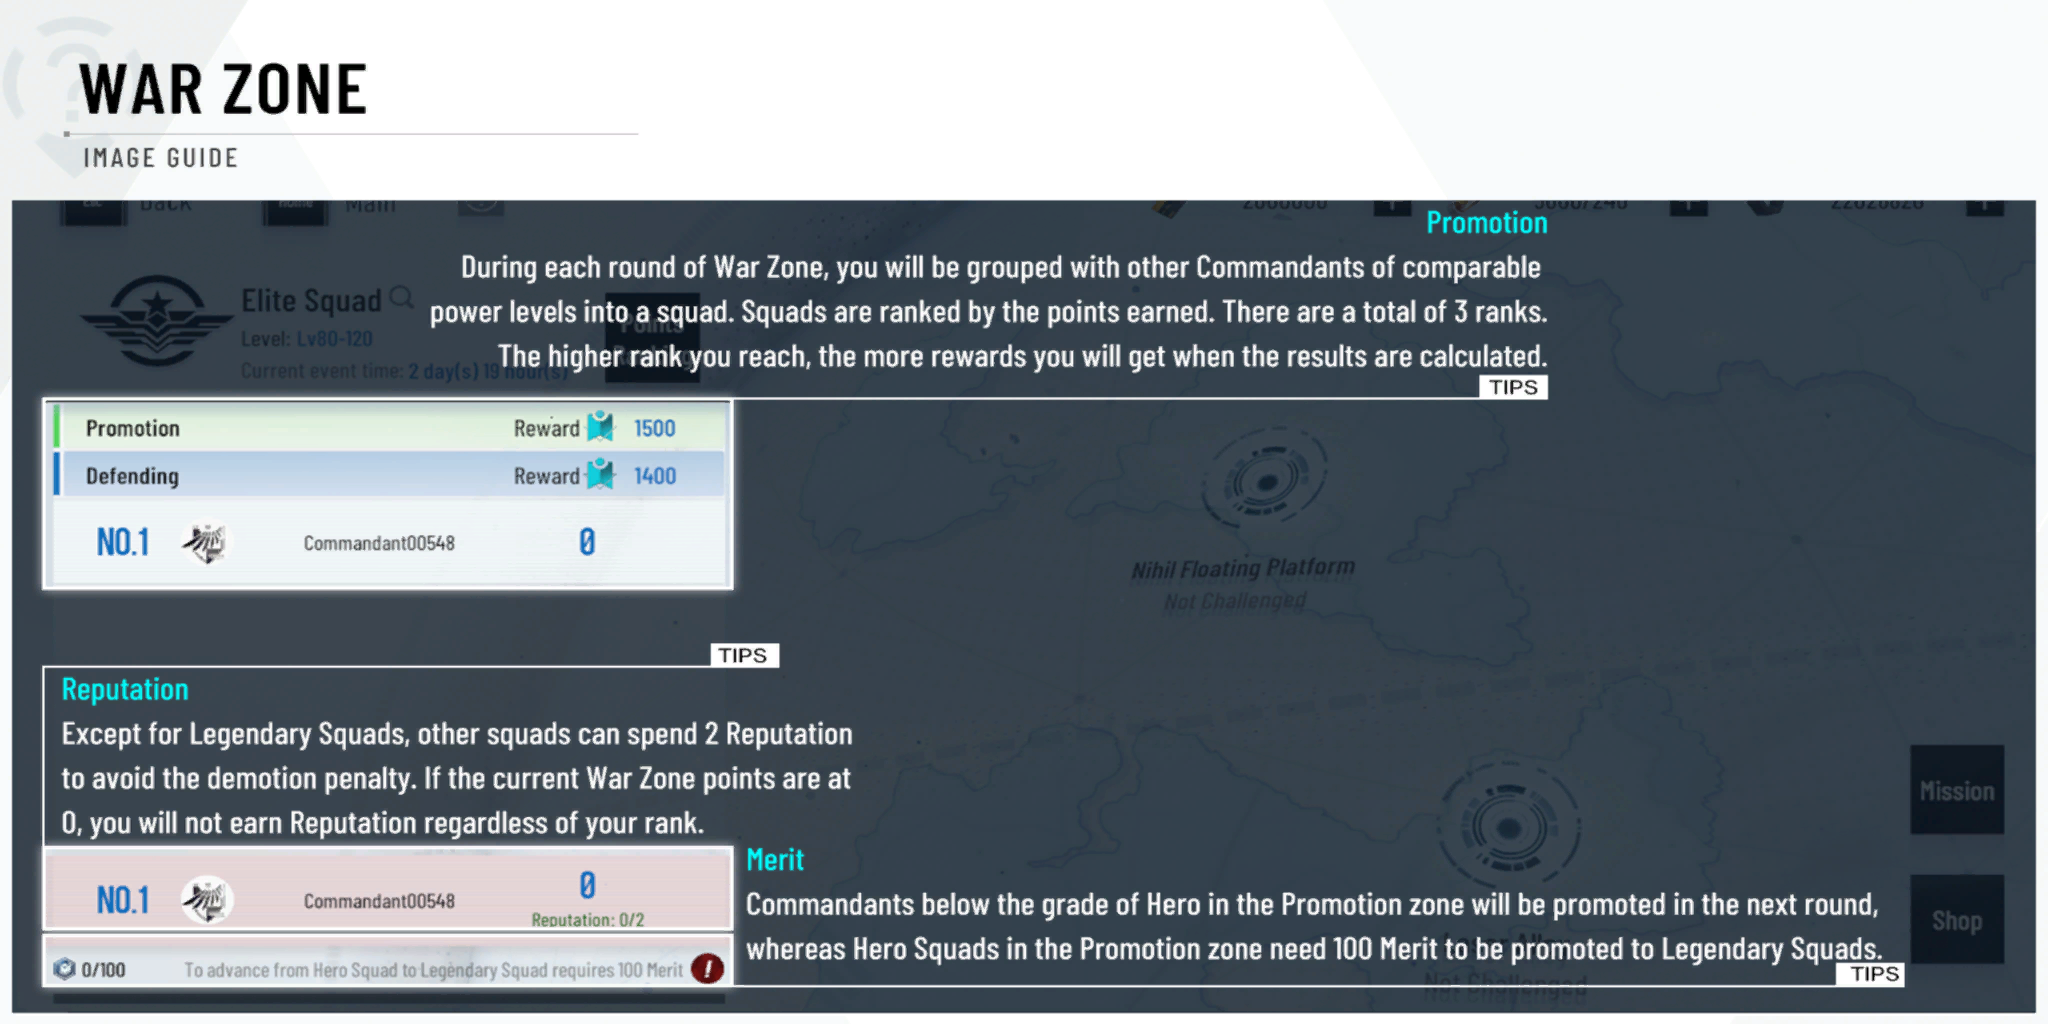 WAR ZONE
IMAGE GUIDE
Back
Main
Promotion
During each round of War Zone, you will be grouped with other Commandants of comparable
power levels into a squad. Squads are ranked by the points earned. There are a total of 3 ranks.
The higher rank you reach, the more rewards you will get when the results are calculated.
TIPS
Elite Squad
Level: Lv80-120
Current event time: 2 day(s) 19 hour(s)
Points
Promotion Reward 1500
Defending Reward 1400
NO.1 Commandant00548 0
Nihil Floating Platform
Not Challenged
TIPS
Reputation
Except for Legendary Squads, other squads can spend 2 Reputation
to avoid the demotion penalty. If the current War Zone points are at
0, you will not earn Reputation regardless of your rank.
NO.1 Commandant00548 0
Reputation: 0/2
0/100 To advance from Hero Squad to Legendary Squad requires 100 Merit
Merit
Commandants below the grade of Hero in the Promotion zone will be promoted in the next round,
whereas Hero Squads in the Promotion zone need 100 Merit to be promoted to Legendary Squads.
TIPS
Not Challenged
Mission
Shop